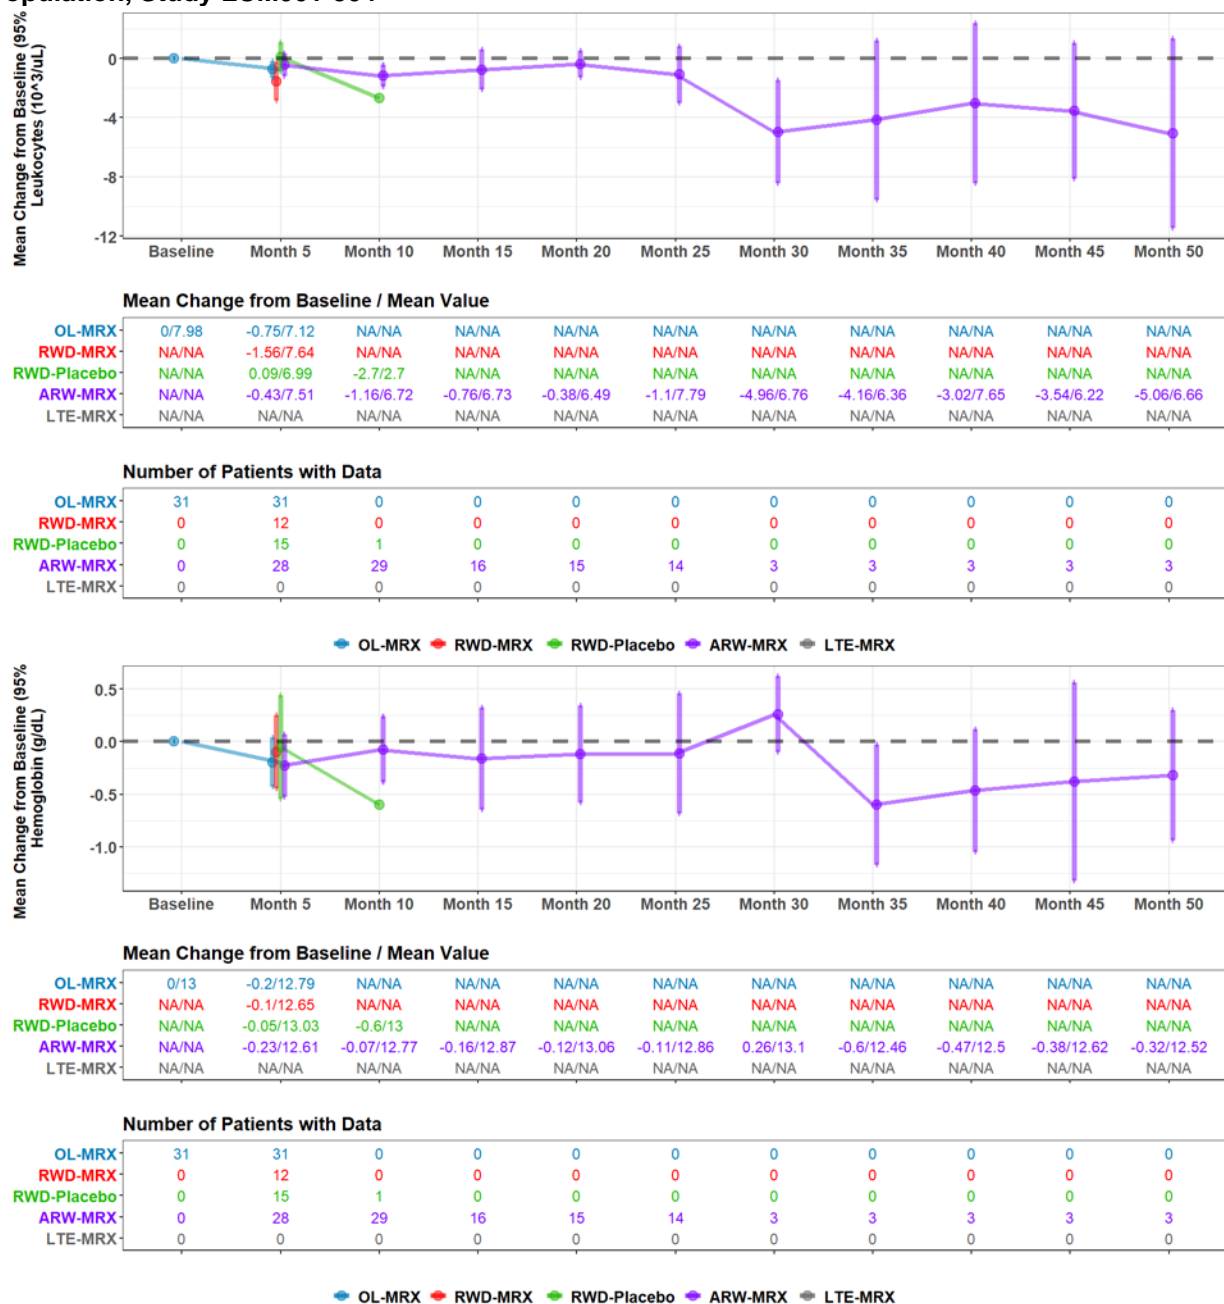 Mean Change from Baseline (95%
Leukocytes (10^3/uL)
0
-4
-8
-12
Baseline Month 5 Month 10 Month 15 Month 20 Month 25 Month 30 Month 35 Month 40 Month 45 Month 50
Mean Change from Baseline / Mean Value
OL-MRX 0/7.98 -0.75/7.12 NA/NA NA/NA NA/NA NA/NA NA/NA NA/NA NA/NA NA/NA NA/NA
RWD-MRX NA/NA -1.56/7.64 NA/NA NA/NA NA/NA NA/NA NA/NA NA/NA NA/NA NA/NA NA/NA
RWD-Placebo NA/NA 0.09/6.99 -2.7/2.7 NA/NA NA/NA NA/NA NA/NA NA/NA NA/NA NA/NA NA/NA
ARW-MRX NA/NA -0.43/7.51 -1.16/6.72 -0.76/6.73 -0.38/6.49 -1.1/7.79 -4.96/6.76 -4.16/6.36 -3.02/7.65 -3.54/6.22 -5.06/6.66
LTE-MRX NA/NA NA/NA NA/NA NA/NA NA/NA NA/NA NA/NA NA/NA NA/NA NA/NA NA/NA
Number of Patients with Data
OL-MRX 31 31 0 0 0 0 0 0 0 0 0
RWD-MRX 0 12 0 0 0 0 0 0 0 0 0
RWD-Placebo 0 15 1 0 0 0 0 0 0 0 0
ARW-MRX 0 28 29 16 15 14 3 3 3 3 3
LTE-MRX 0 0 0 0 0 0 0 0 0 0 0
OL-MRX RWD-MRX RWD-Placebo ARW-MRX LTE-MRX
Mean Change from Baseline (95%
Hemoglobin (g/dL)
0.5
0.0
-0.5
-1.0
Baseline Month 5 Month 10 Month 15 Month 20 Month 25 Month 30 Month 35 Month 40 Month 45 Month 50
Mean Change from Baseline / Mean Value
OL-MRX 0/13 -0.2/12.79 NA/NA NA/NA NA/NA NA/NA NA/NA NA/NA NA/NA NA/NA NA/NA
RWD-MRX NA/NA -0.1/12.65 NA/NA NA/NA NA/NA NA/NA NA/NA NA/NA NA/NA NA/NA NA/NA
RWD-Placebo NA/NA -0.05/13.03 -0.6/13 NA/NA NA/NA NA/NA NA/NA NA/NA NA/NA NA/NA NA/NA
ARW-MRX NA/NA -0.23/12.61 -0.07/12.77 -0.16/12.87 -0.12/13.06 -0.11/12.86 0.26/13.1 -0.6/12.46 -0.47/12.5 -0.38/12.62 -0.32/12.52
LTE-MRX NA/NA NA/NA NA/NA NA/NA NA/NA NA/NA NA/NA NA/NA NA/NA NA/NA NA/NA
Number of Patients with Data
OL-MRX 31 31 0 0 0 0 0 0 0 0 0
RWD-MRX 0 12 0 0 0 0 0 0 0 0 0
RWD-Placebo 0 15 1 0 0 0 0 0 0 0 0
ARW-MRX 0 28 29 16 15 14 3 3 3 3 3
LTE-MRX 0 0 0 0 0 0 0 0 0 0 0
OL-MRX RWD-MRX RWD-Placebo ARW-MRX LTE-MRX